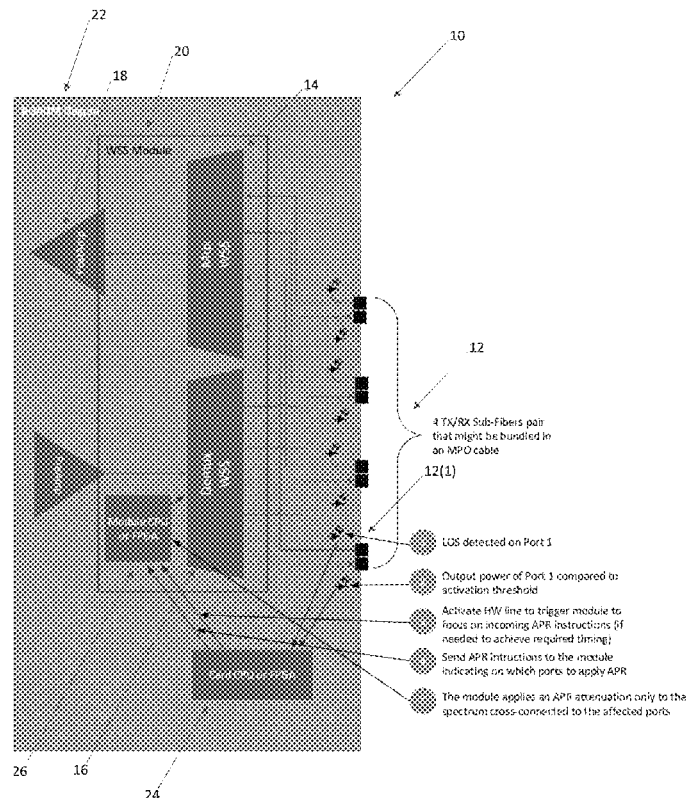 22
10
20
18
14
WSS Module
12
4 TX/RX Sub-Fibers pair
that might be bundled in
an MPO cable
12(1)
LOS detected on Port 1
Output power of Port 1 compared to
activation threshold
Activate HW line to trigger module to
focus on incoming APR instructions (if
needed to achieve required timing)
Send APR intructions to the module
indicating on which ports to apply APR
The module applies an APR attenuation only to the
spectrum cross-connected to the affected ports
26
16
24